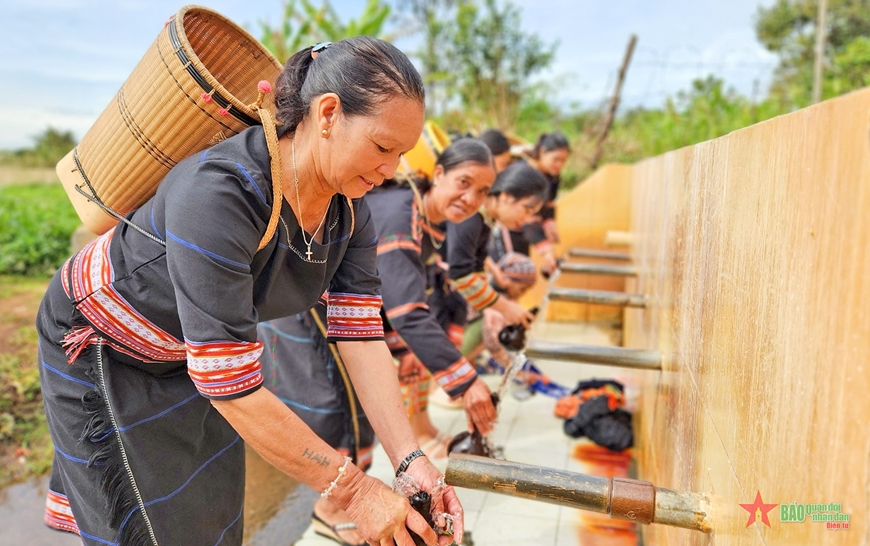 BÁO Quân đội
nhân dân
Điện tử